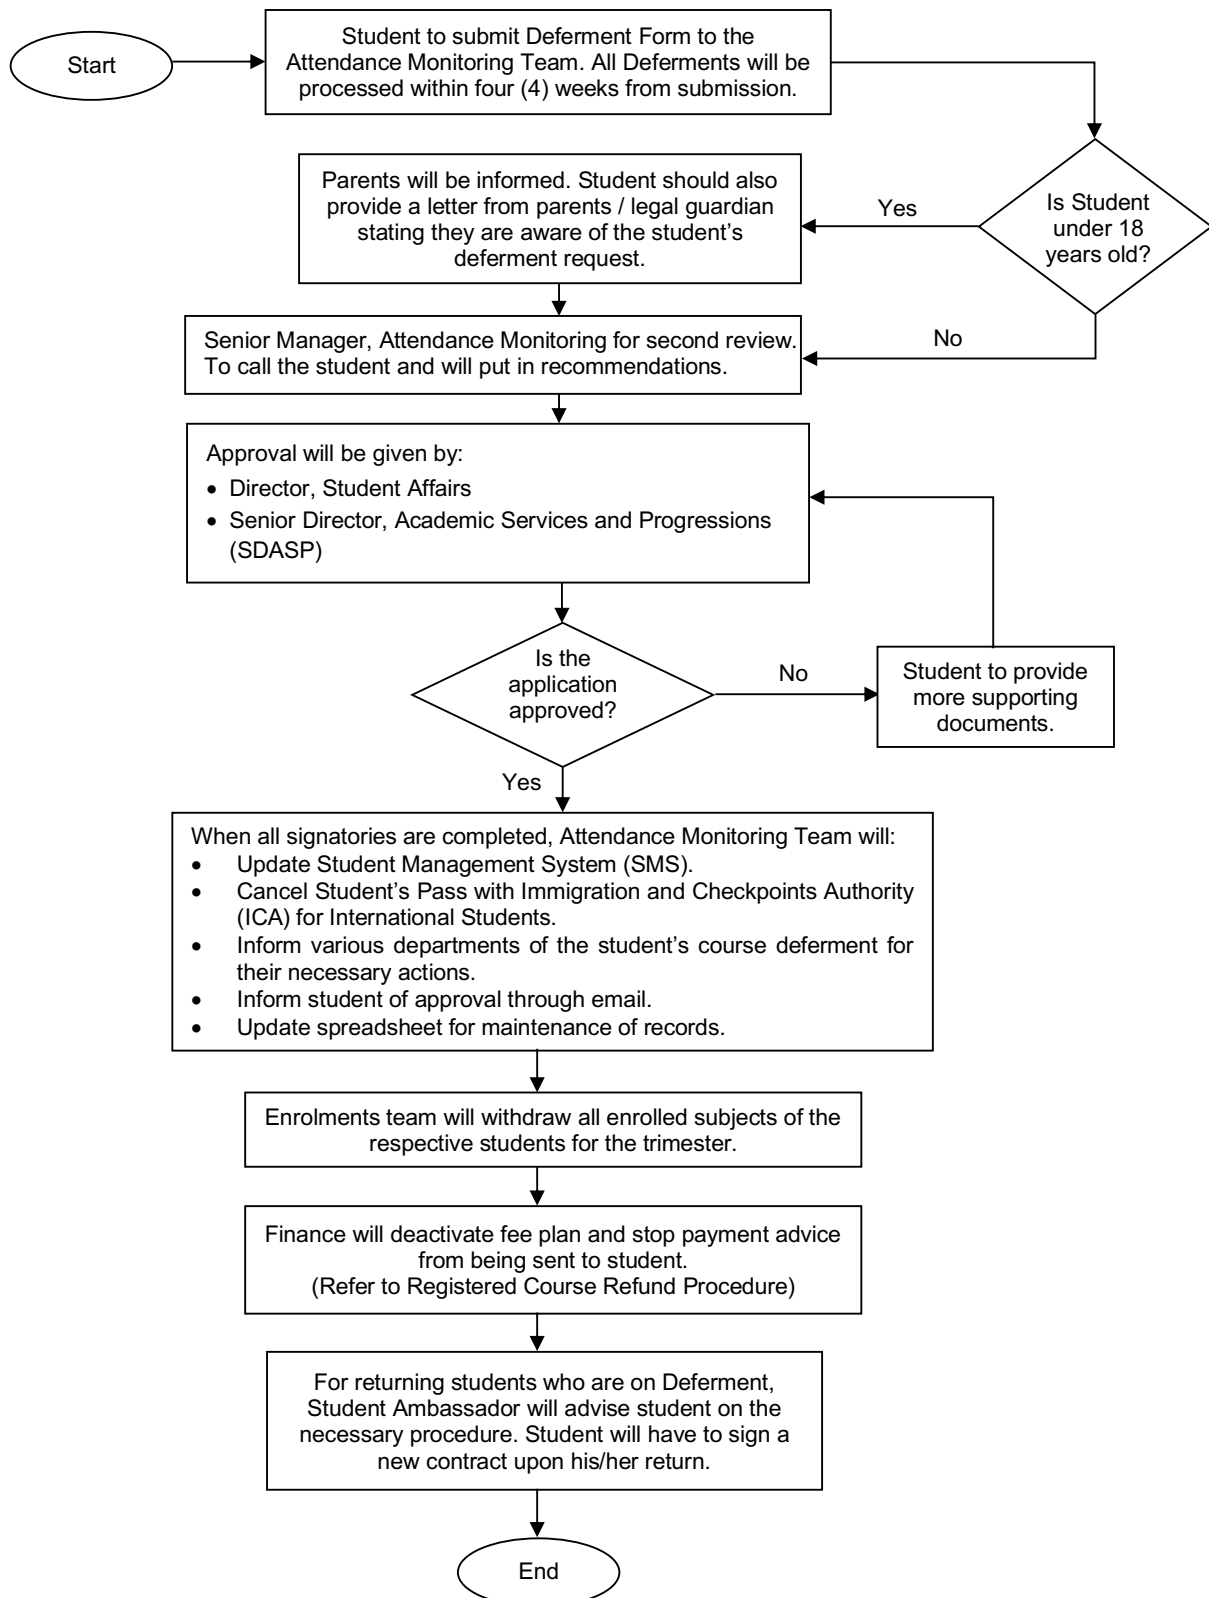 Start
Student to submit Deferment Form to the
Attendance Monitoring Team. All Deferments will be
processed within four (4) weeks from submission.
Is Student
under 18
years old?
Yes
Parents will be informed. Student should also
provide a letter from parents / legal guardian
stating they are aware of the student’s
deferment request.
No
Senior Manager, Attendance Monitoring for second review.
To call the student and will put in recommendations.
Approval will be given by:
• Director, Student Affairs
• Senior Director, Academic Services and Progressions
(SDASP)
Is the
application
approved?
No
Student to provide
more supporting
documents.
Yes
When all signatories are completed, Attendance Monitoring Team will:
• Update Student Management System (SMS).
• Cancel Student’s Pass with Immigration and Checkpoints Authority
(ICA) for International Students.
• Inform various departments of the student’s course deferment for
their necessary actions.
• Inform student of approval through email.
• Update spreadsheet for maintenance of records.
Enrolments team will withdraw all enrolled subjects of the
respective students for the trimester.
Finance will deactivate fee plan and stop payment advice
from being sent to student.
(Refer to Registered Course Refund Procedure)
For returning students who are on Deferment,
Student Ambassador will advise student on the
necessary procedure. Student will have to sign a
new contract upon his/her return.
End